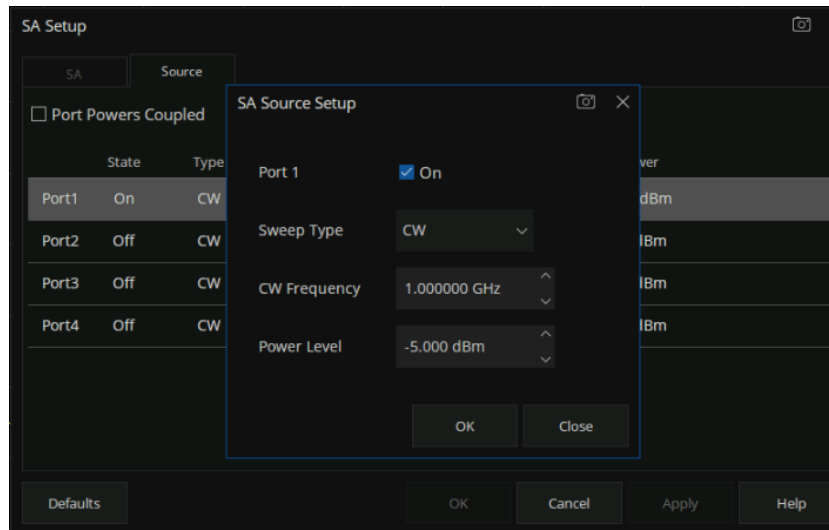 SA Setup
SA
Source
Port Powers Coupled
State Type
Port1 On CW dBm
Port2 Off CW
Port3 Off CW
Port4 Off CW
SA Source Setup
Port 1 On
Sweep Type CW
CW Frequency 1.000000 GHz
Power Level -5.000 dBm
OK Close
Defaults OK Cancel Apply Help